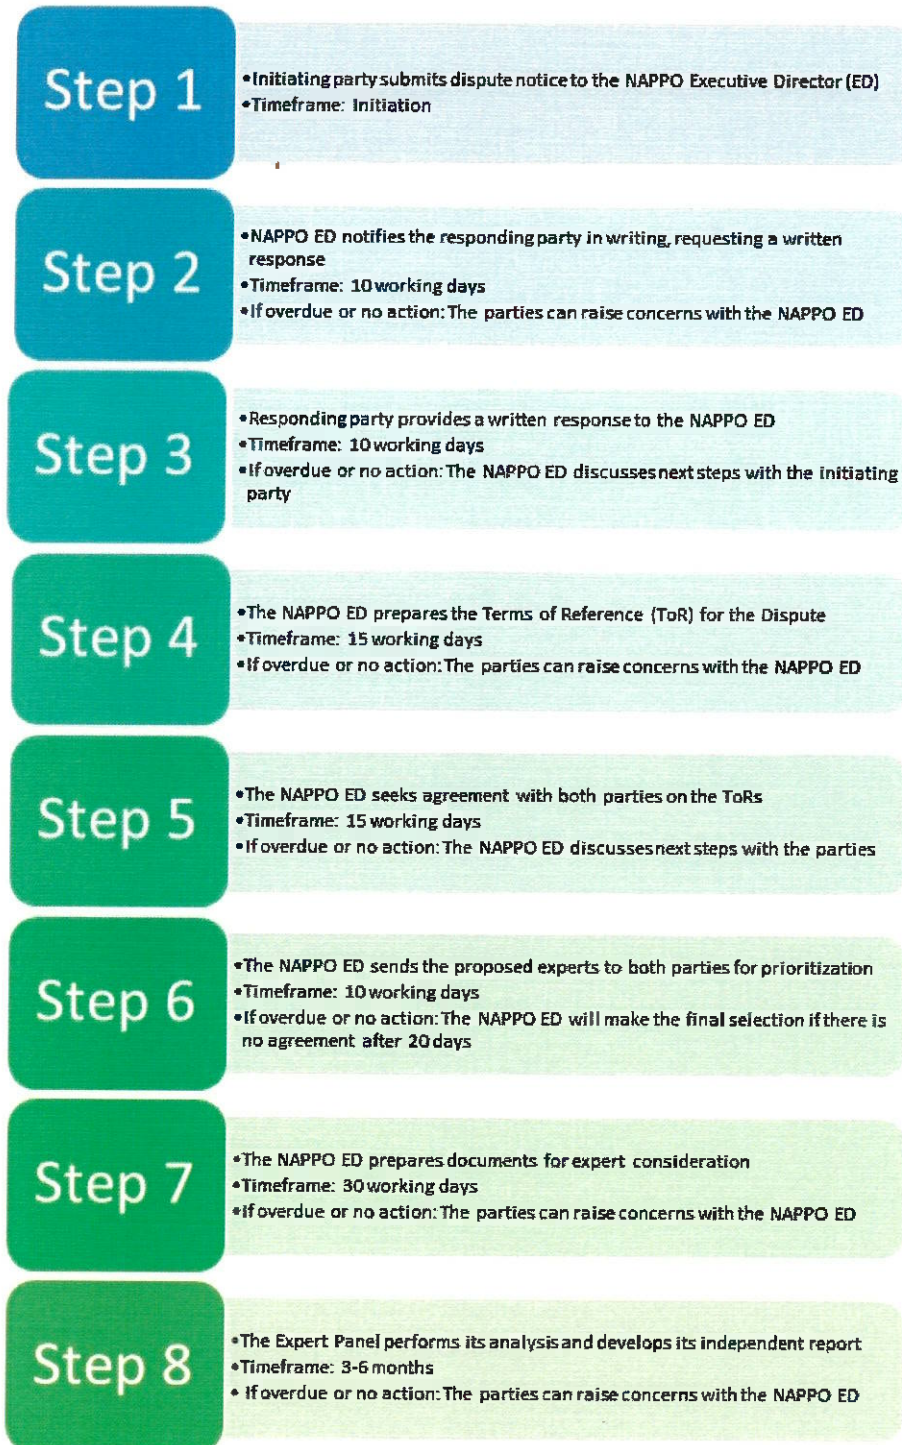 Step 1
•Initiating party submits dispute notice to the NAPPO Executive Director (ED)
•Timeframe: Initiation
Step 2
•NAPPO ED notifies the responding party in writing, requesting a written
response
•Timeframe: 10 working days
•If overdue or no action: The parties can raise concerns with the NAPPO ED
Step 3
•Responding party provides a written response to the NAPPO ED
•Timeframe: 10 working days
•If overdue or no action: The NAPPO ED discusses next steps with the initiating
party
Step 4
•The NAPPO ED prepares the Terms of Reference (ToR) for the Dispute
•Timeframe: 15 working days
•If overdue or no action: The parties can raise concerns with the NAPPO ED
Step 5
•The NAPPO ED seeks agreement with both parties on the ToRs
•Timeframe: 15 working days
•If overdue or no action: The NAPPO ED discusses next steps with the parties
Step 6
•The NAPPO ED sends the proposed experts to both parties for prioritization
•Timeframe: 10 working days
•If overdue or no action: The NAPPO ED will make the final selection if there is
no agreement after 20 days
Step 7
•The NAPPO ED prepares documents for expert consideration
•Timeframe: 30 working days
•If overdue or no action: The parties can raise concerns with the NAPPO ED
Step 8
•The Expert Panel performs its analysis and develops its independent report
•Timeframe: 3-6 months
• If overdue or no action: The parties can raise concerns with the NAPPO ED